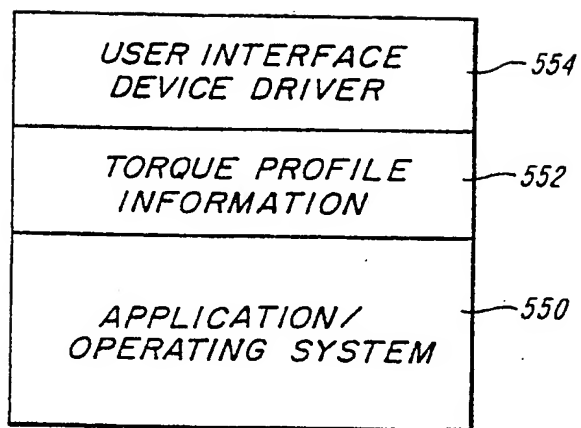 USER INTERFACE
DEVICE DRIVER
554
TORQUE PROFILE
INFORMATION
552
APPLICATION/
OPERATING SYSTEM
550